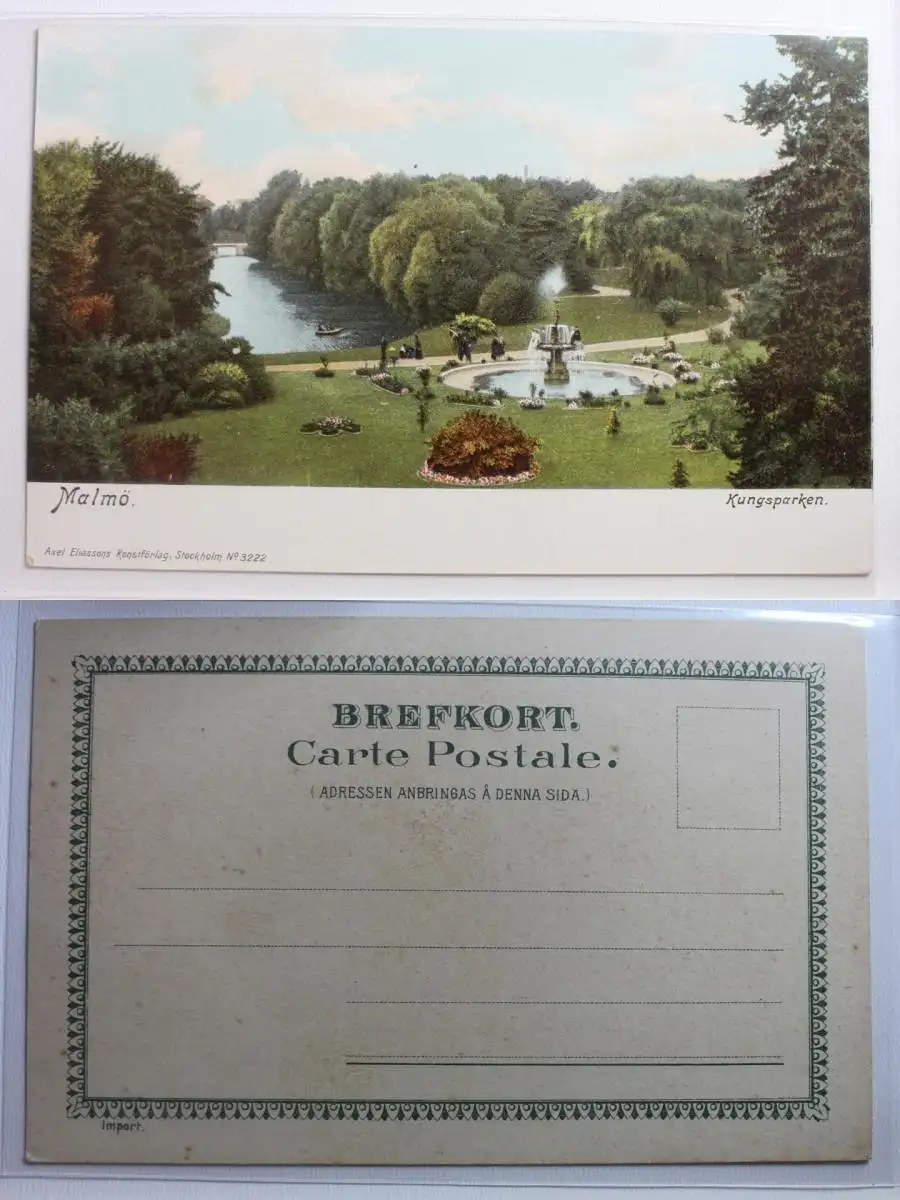 Malmö.
Kungsparken.
Axel Eliassons Konstförlag, Stockholm No 3222
BREFKORT.
Carte Postale.
(ADRESSEN ANBRINGAS Å DENNA SIDA.)
Import.